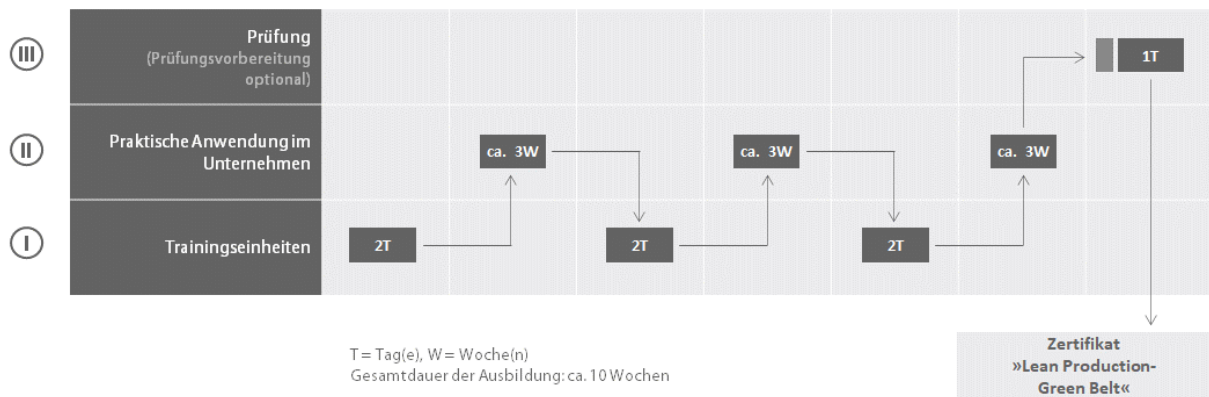 III
Prüfung
(Prüfungsvorbereitung
optional)
1T
II
Praktische Anwendung im
Unternehmen
ca. 3W
ca. 3W
ca. 3W
I
Trainingseinheiten
2T
2T
2T
T = Tag(e), W = Woche(n)
Gesamtdauer der Ausbildung: ca. 10 Wochen
Zertifikat
»Lean Production-
Green Belt«